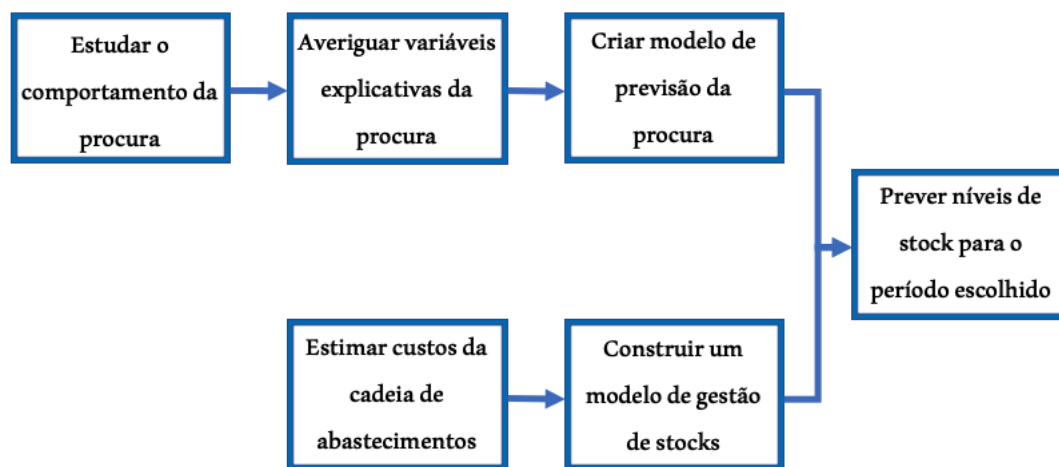 Estudar o
comportamento da
procura
Averiguar variáveis
explicativas da
procura
Criar modelo de
previsão da
procura
Prever níveis de
stock para o
período escolhido
Estimar custos da
cadeia de
abastecimentos
Construir um
modelo de gestão
de stocks